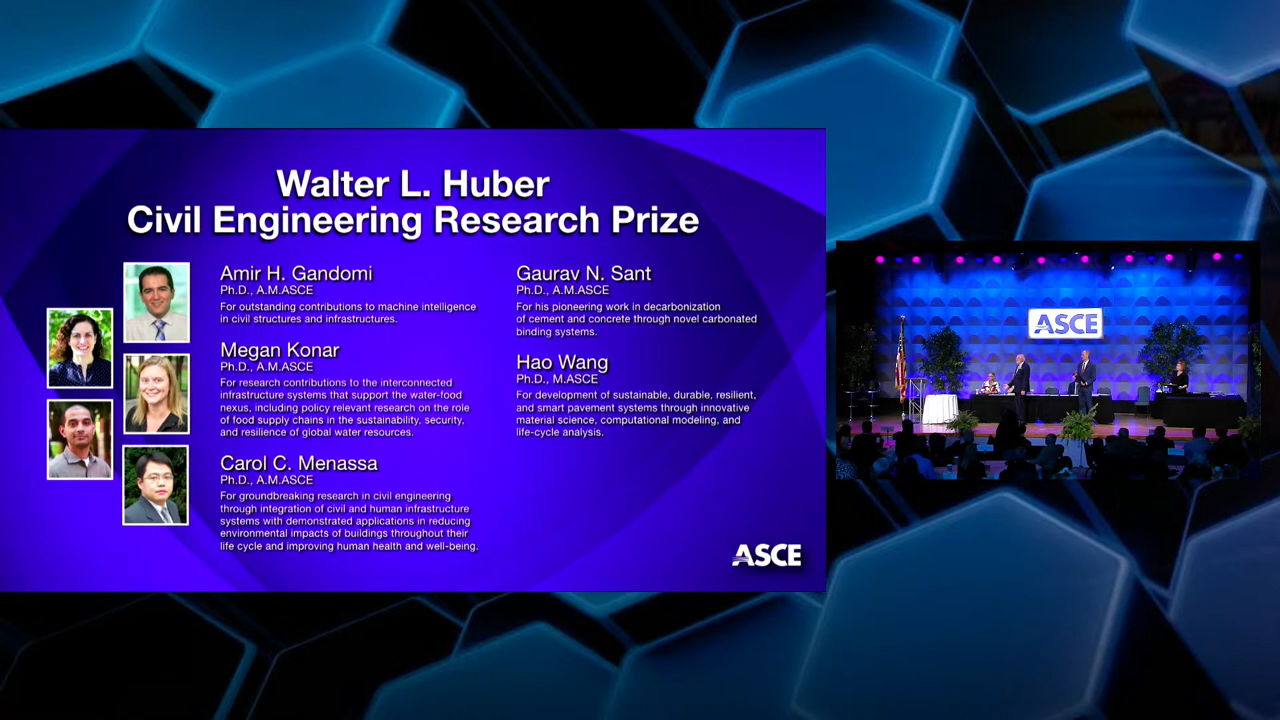 Walter L. Huber
Civil Engineering Research Prize
Amir H. Gandomi
Ph.D., A.M.ASCE
For outstanding contributions to machine intelligence
in civil structures and infrastructures.
Megan Konar
Ph.D., A.M.ASCE
For research contributions to the interconnected
infrastructure systems that support the water-food
nexus, including policy relevant research on the role
of food supply chains in the sustainability, security,
and resilience of global water resources.
Carol C. Menassa
Ph.D., A.M.ASCE
For groundbreaking research in civil engineering
through integration of civil and human infrastructure
systems with demonstrated applications in reducing
environmental impacts of buildings throughout their
life cycle and improving human health and well-being.
Gaurav N. Sant
Ph.D., A.M.ASCE
For his pioneering work in decarbonization
of cement and concrete through novel carbonated
binding systems.
Hao Wang
Ph.D., M.ASCE
For development of sustainable, durable, resilient,
and smart pavement systems through innovative
material science, computational modeling, and
life-cycle analysis.
ASCE
ASCE